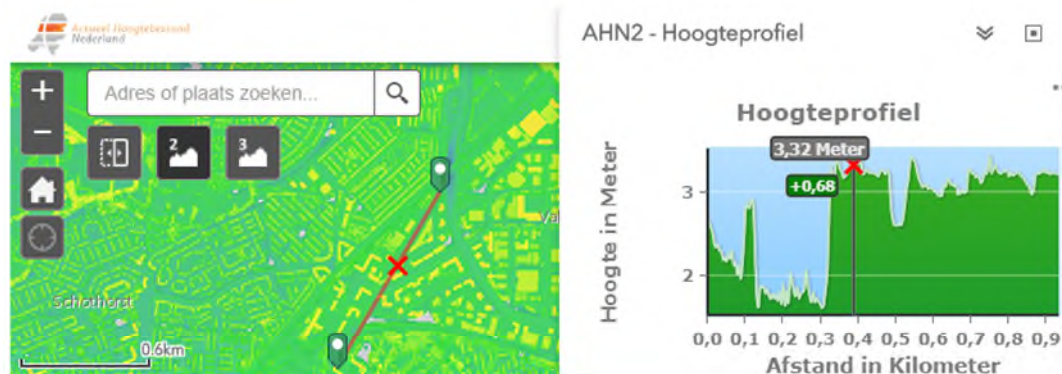 Actueel Hoogtebestand
Nederland
AHN2 - Hoogteprofiel
+
Adres of plaats zoeken...
−
2
3
Schothorst
0.6km
Hoogteprofiel
3,32 Meter
+0,68
Hoogte in Meter
3
2
0,0 0,1 0,2 0,3 0,4 0,5 0,6 0,7 0,8 0,9
Afstand in Kilometer